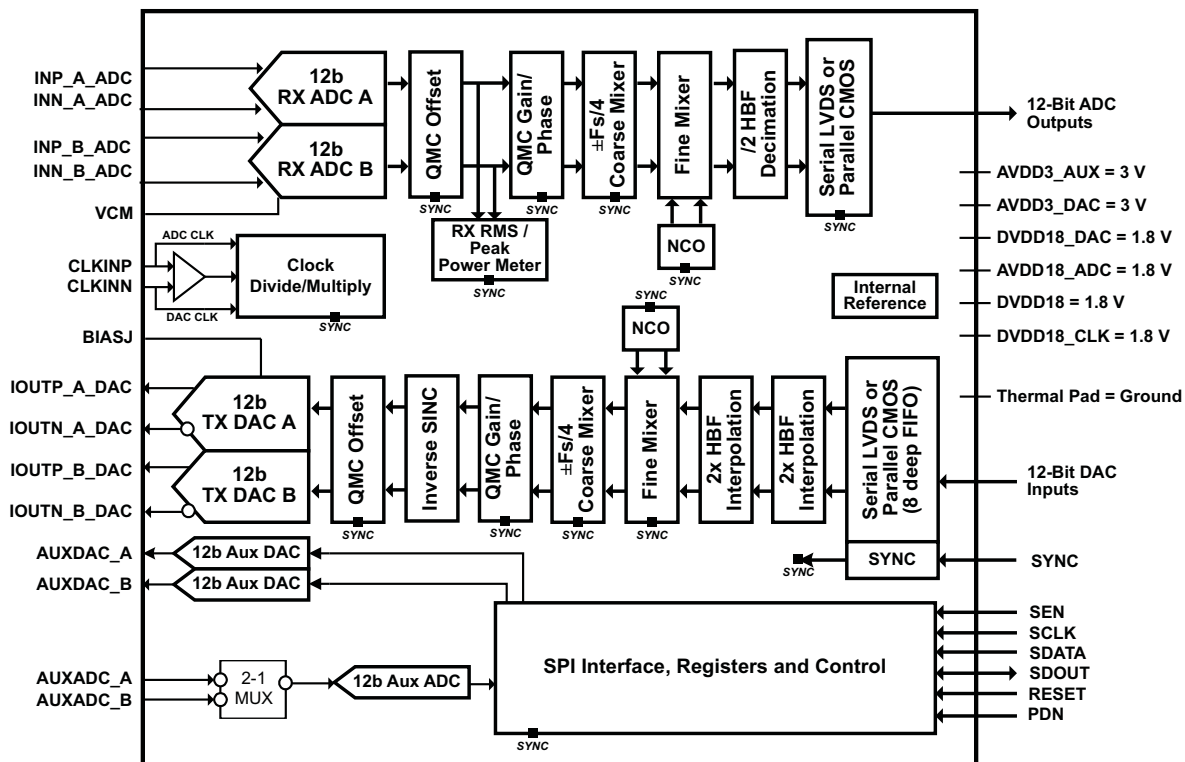 INP_A_ADC
INN_A_ADC
INP_B_ADC
INN_B_ADC
VCM
12b
RX ADC A
12b
RX ADC B
QMC Offset
SYNC
QMC Gain/
Phase
SYNC
±Fs/4
Coarse Mixer
SYNC
Fine Mixer
/2 HBF
Decimation
Serial LVDS or
Parallel CMOS
SYNC
12-Bit ADC
Outputs
RX RMS /
Peak
Power Meter
SYNC
NCO
SYNC
ADC CLK
CLKINP
CLKINN
DAC CLK
Clock
Divide/Multiply
SYNC
Internal
Reference
AVDD3_AUX = 3 V
AVDD3_DAC = 3 V
DVDD18_DAC = 1.8 V
AVDD18_ADC = 1.8 V
DVDD18 = 1.8 V
DVDD18_CLK = 1.8 V
Thermal Pad = Ground
BIASJ
SYNC
NCO
IOUTP_A_DAC
IOUTN_A_DAC
IOUTP_B_DAC
IOUTN_B_DAC
12b
TX DAC A
12b
TX DAC B
QMC Offset
SYNC
Inverse SINC
QMC Gain/
Phase
SYNC
±Fs/4
Coarse Mixer
SYNC
Fine Mixer
SYNC
2x HBF
Interpolation
2x HBF
Interpolation
Serial LVDS or
Parallel CMOS
(8 deep FIFO)
12-Bit DAC
Inputs
SYNC
SYNC
SYNC
AUXDAC_A
AUXDAC_B
12b Aux DAC
12b Aux DAC
AUXADC_A
AUXADC_B
2-1
MUX
12b Aux ADC
SPI Interface, Registers and Control
SYNC
SEN
SCLK
SDATA
SDOUT
RESET
PDN